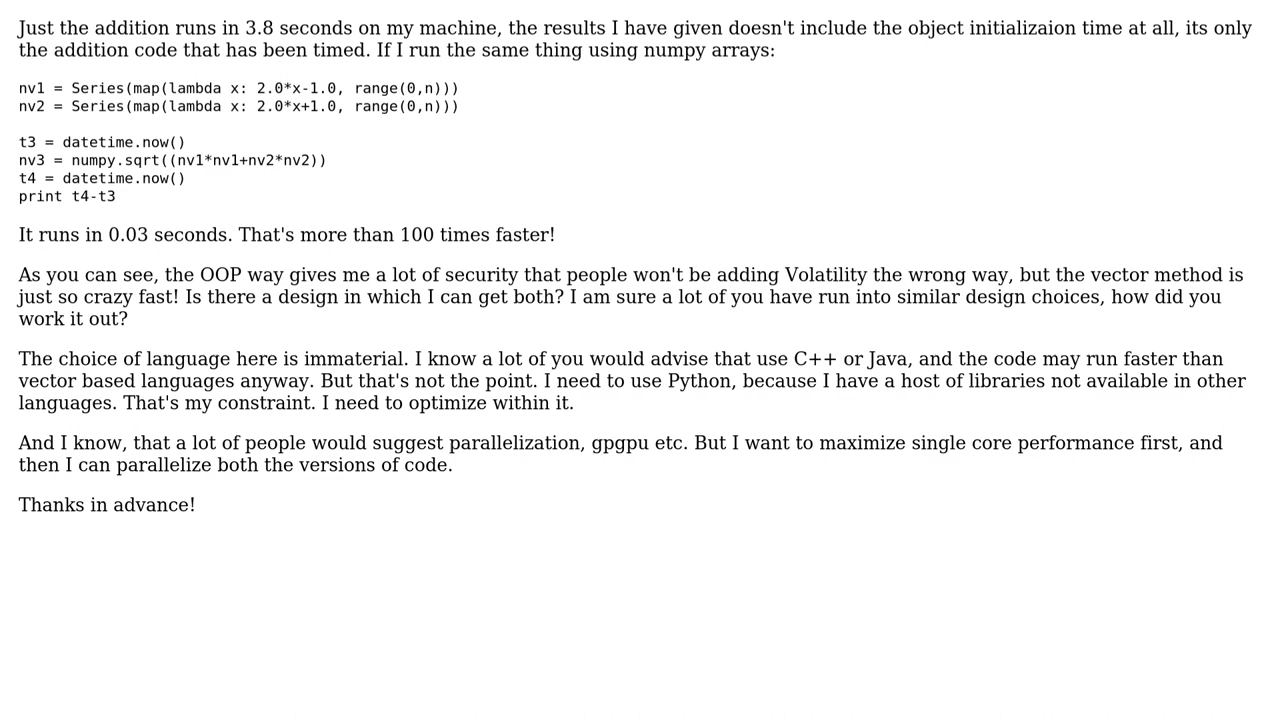 Just the addition runs in 3.8 seconds on my machine, the results I have given doesn't include the object initializaion time at all, its only
the addition code that has been timed. If I run the same thing using numpy arrays:
nv1 = Series(map(lambda x: 2.0*x-1.0, range(0,n)))
nv2 = Series(map(lambda x: 2.0*x+1.0, range(0,n)))
t3 = datetime.now()
nv3 = numpy.sqrt((nv1*nv1+nv2*nv2))
t4 = datetime.now()
print t4-t3
It runs in 0.03 seconds. That's more than 100 times faster!
As you can see, the OOP way gives me a lot of security that people won't be adding Volatility the wrong way, but the vector method is
just so crazy fast! Is there a design in which I can get both? I am sure a lot of you have run into similar design choices, how did you
work it out?
The choice of language here is immaterial. I know a lot of you would advise that use C++ or Java, and the code may run faster than
vector based languages anyway. But that's not the point. I need to use Python, because I have a host of libraries not available in other
languages. That's my constraint. I need to optimize within it.
And I know, that a lot of people would suggest parallelization, gpgpu etc. But I want to maximize single core performance first, and
then I can parallelize both the versions of code.
Thanks in advance!